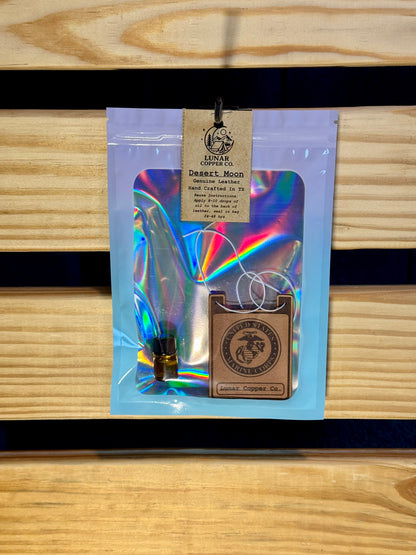 LUNAR
COPPER CO.
Desert Moon
Genuine Leather
Hand Crafted In TX
Reuse Instructions:
Apply 8-10 drops of
oil to the back of
leather, seal in bag
24-48 hrs
UNITED STATES
MARINE CORPS
Lunar Copper Co.